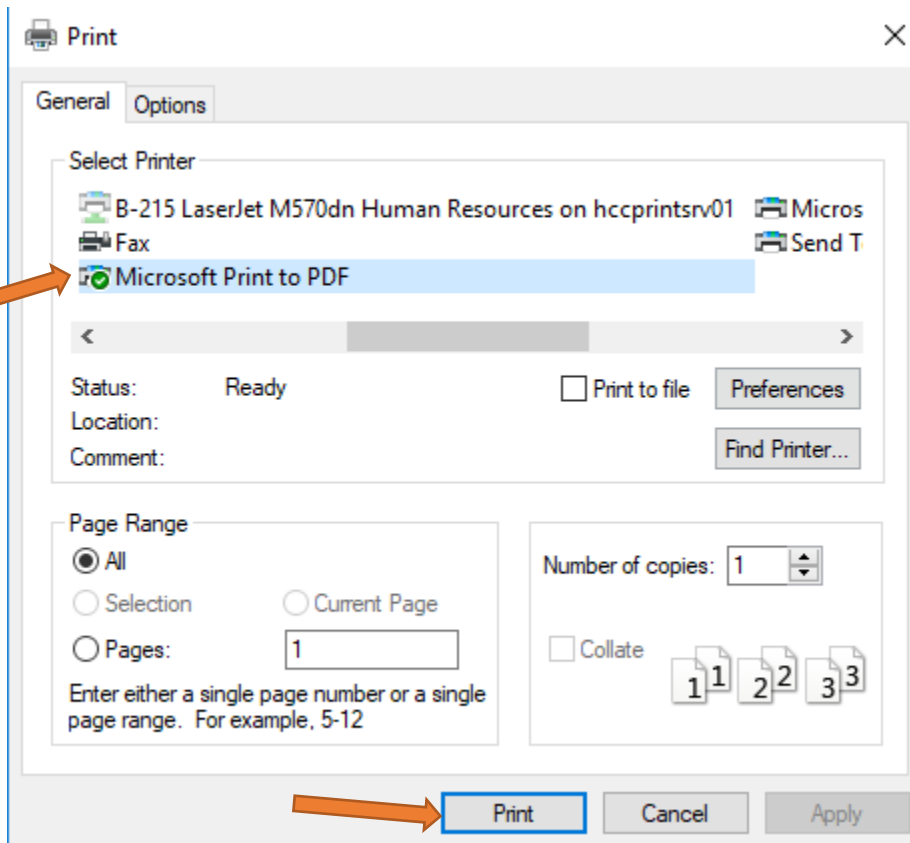 Print
General Options
Select Printer
B-215 LaserJet M570dn Human Resources on hccprintsrv01 Micros
Fax Send T
Microsoft Print to PDF
Status: Ready Print to file Preferences
Location:
Comment: Find Printer...
Page Range
All Number of copies: 1
Selection Current Page
Pages: 1 Collate
1 1 2 2 3 3
Enter either a single page number or a single
page range. For example, 5-12
Print Cancel Apply